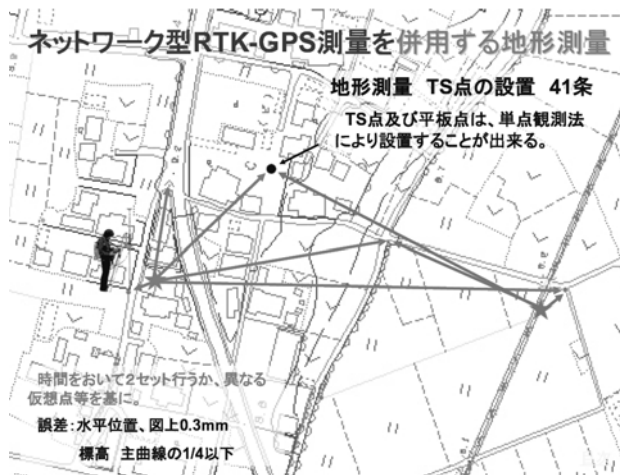 ネットワーク型RTK-GPS測量を併用する地形測量
地形測量 TS点の設置 41条
TS点及び平板点は、単点観測法
により設置することが出来る。
時間をおいて2セット行うか、異なる
仮想点等を基に。
誤差:水平位置、図上0.3mm
標高 主曲線の1/4以下